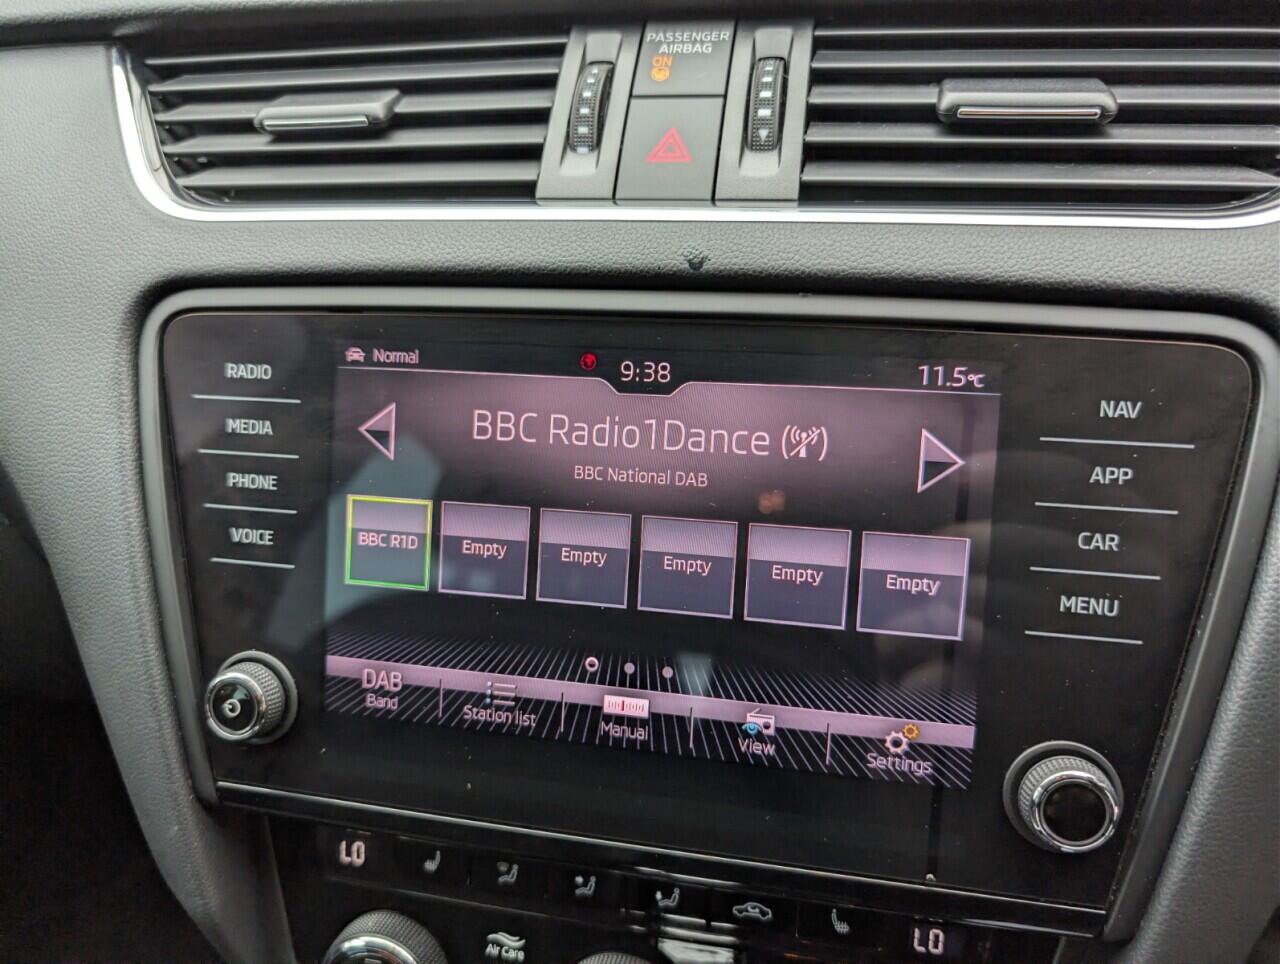 PASSENGER
AIRBAG
ON
Normal
9:38
11.5°C
BBC Radio1Dance
BBC National DAB
BBC R1D
Empty
Empty
Empty
Empty
Empty
DAB
Band
Station list
Manual
View
Settings
RADIO
MEDIA
PHONE
VOICE
NAV
APP
CAR
MENU
LO
LO
Air Care